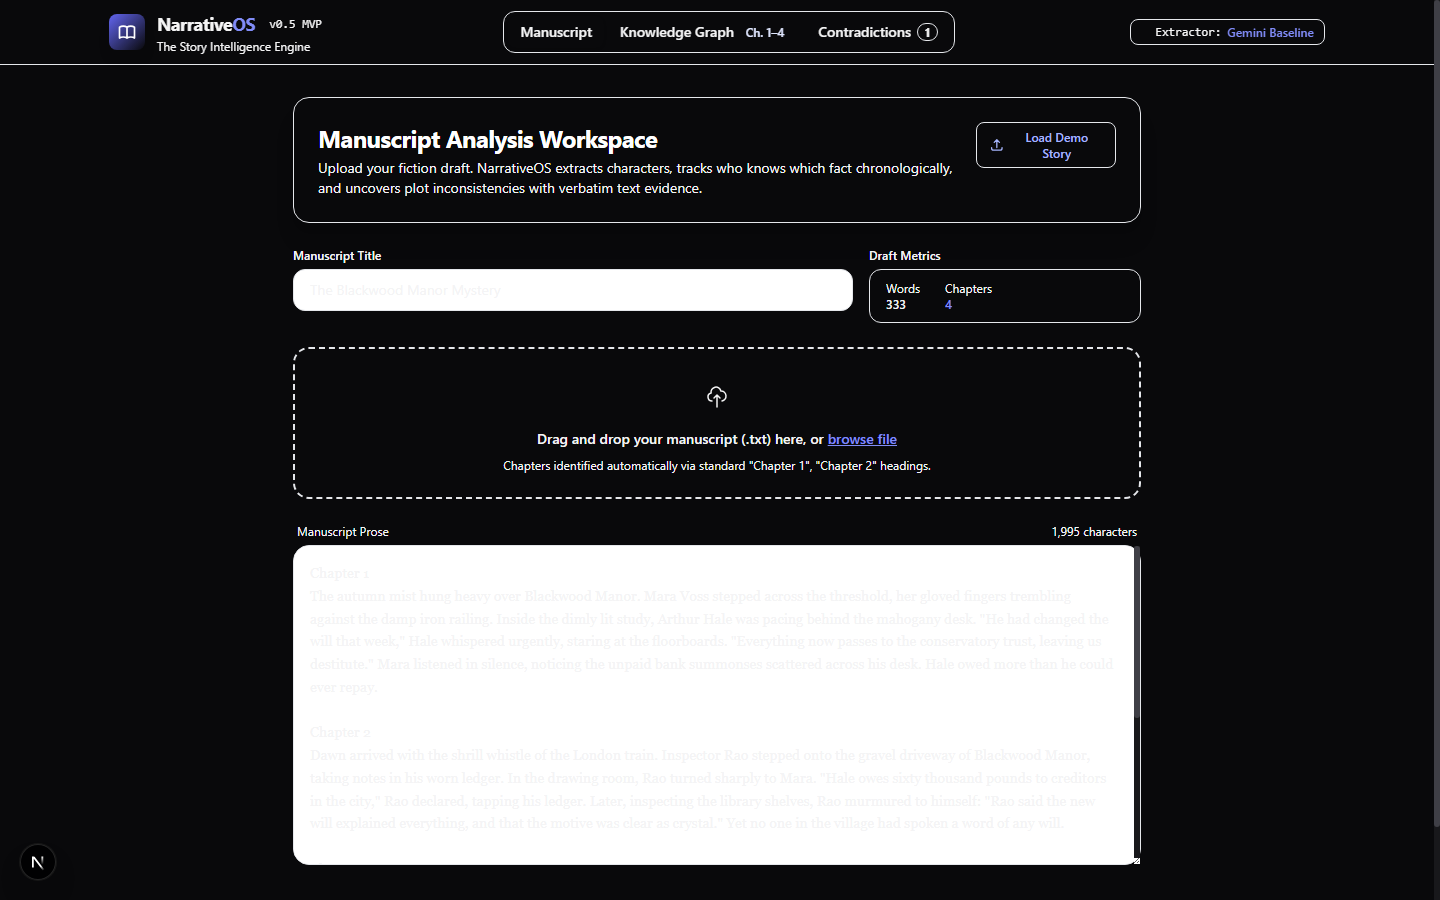 NarrativeOS v0.5 MVP
The Story Intelligence Engine
Manuscript
Knowledge Graph Ch. 1–4
Contradictions 1
Extractor: Gemini Baseline
Manuscript Analysis Workspace
Upload your fiction draft. NarrativeOS extracts characters, tracks who knows which fact chronologically,
and uncovers plot inconsistencies with verbatim text evidence.
Load Demo
Story
Manuscript Title
The Blackwood Manor Mystery
Draft Metrics
Words
333
Chapters
4
Drag and drop your manuscript (.txt) here, or browse file
Chapters identified automatically via standard "Chapter 1", "Chapter 2" headings.
Manuscript Prose
1,995 characters
Chapter 1
The autumn mist hung heavy over Blackwood Manor. Mara Voss stepped across the threshold, her gloved fingers trembling
against the damp iron railing. Inside the dimly lit study, Arthur Hale was pacing behind the mahogany desk. "He had changed the
will that week," Hale whispered urgently, staring at the floorboards. "Everything now passes to the conservatory trust, leaving us
destitute." Mara listened in silence, noticing the unpaid bank summonses scattered across his desk. Hale owed more than he could
ever repay.
Chapter 2
Dawn arrived with the shrill whistle of the London train. Inspector Rao stepped onto the gravel driveway of Blackwood Manor,
taking notes in his worn ledger. In the drawing room, Rao turned sharply to Mara. "Hale owes sixty thousand pounds to creditors
in the city," Rao declared, tapping his ledger. Later, inspecting the library shelves, Rao murmured to himself: "Rao said the new
will explained everything, and that the motive was clear as crystal." Yet no one in the village had spoken a word of any will.
N